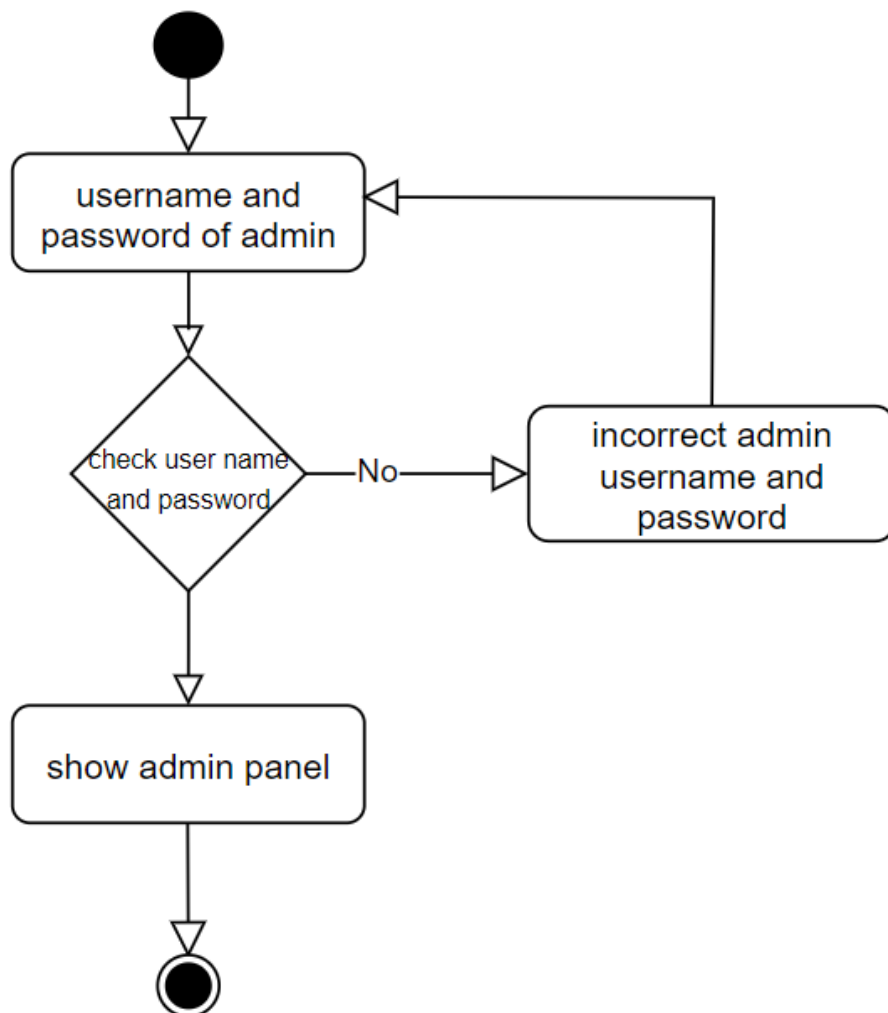 username and
password of admin
check user name
and password
No
incorrect admin
username and
password
show admin panel